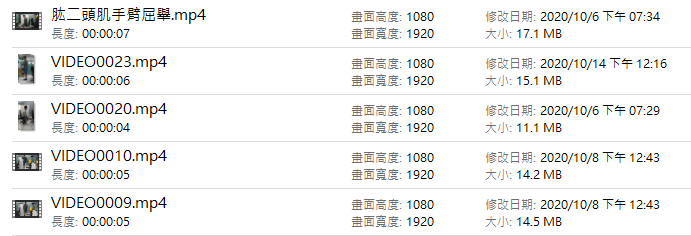 肱二頭肌手臂屈舉.mp4 畫面高度: 1080 修改日期: 2020/10/6 下午 07:34
長度: 00:00:07 畫面寬度: 1920 大小: 17.1 MB
VIDEO0023.mp4 畫面高度: 1080 修改日期: 2020/10/14 下午 12:16
長度: 00:00:06 畫面寬度: 1920 大小: 15.1 MB
VIDEO0020.mp4 畫面高度: 1080 修改日期: 2020/10/6 下午 07:29
長度: 00:00:04 畫面寬度: 1920 大小: 11.1 MB
VIDEO0010.mp4 畫面高度: 1080 修改日期: 2020/10/8 下午 12:43
長度: 00:00:05 畫面寬度: 1920 大小: 14.2 MB
VIDEO0009.mp4 畫面高度: 1080 修改日期: 2020/10/8 下午 12:43
長度: 00:00:05 畫面寬度: 1920 大小: 14.5 MB